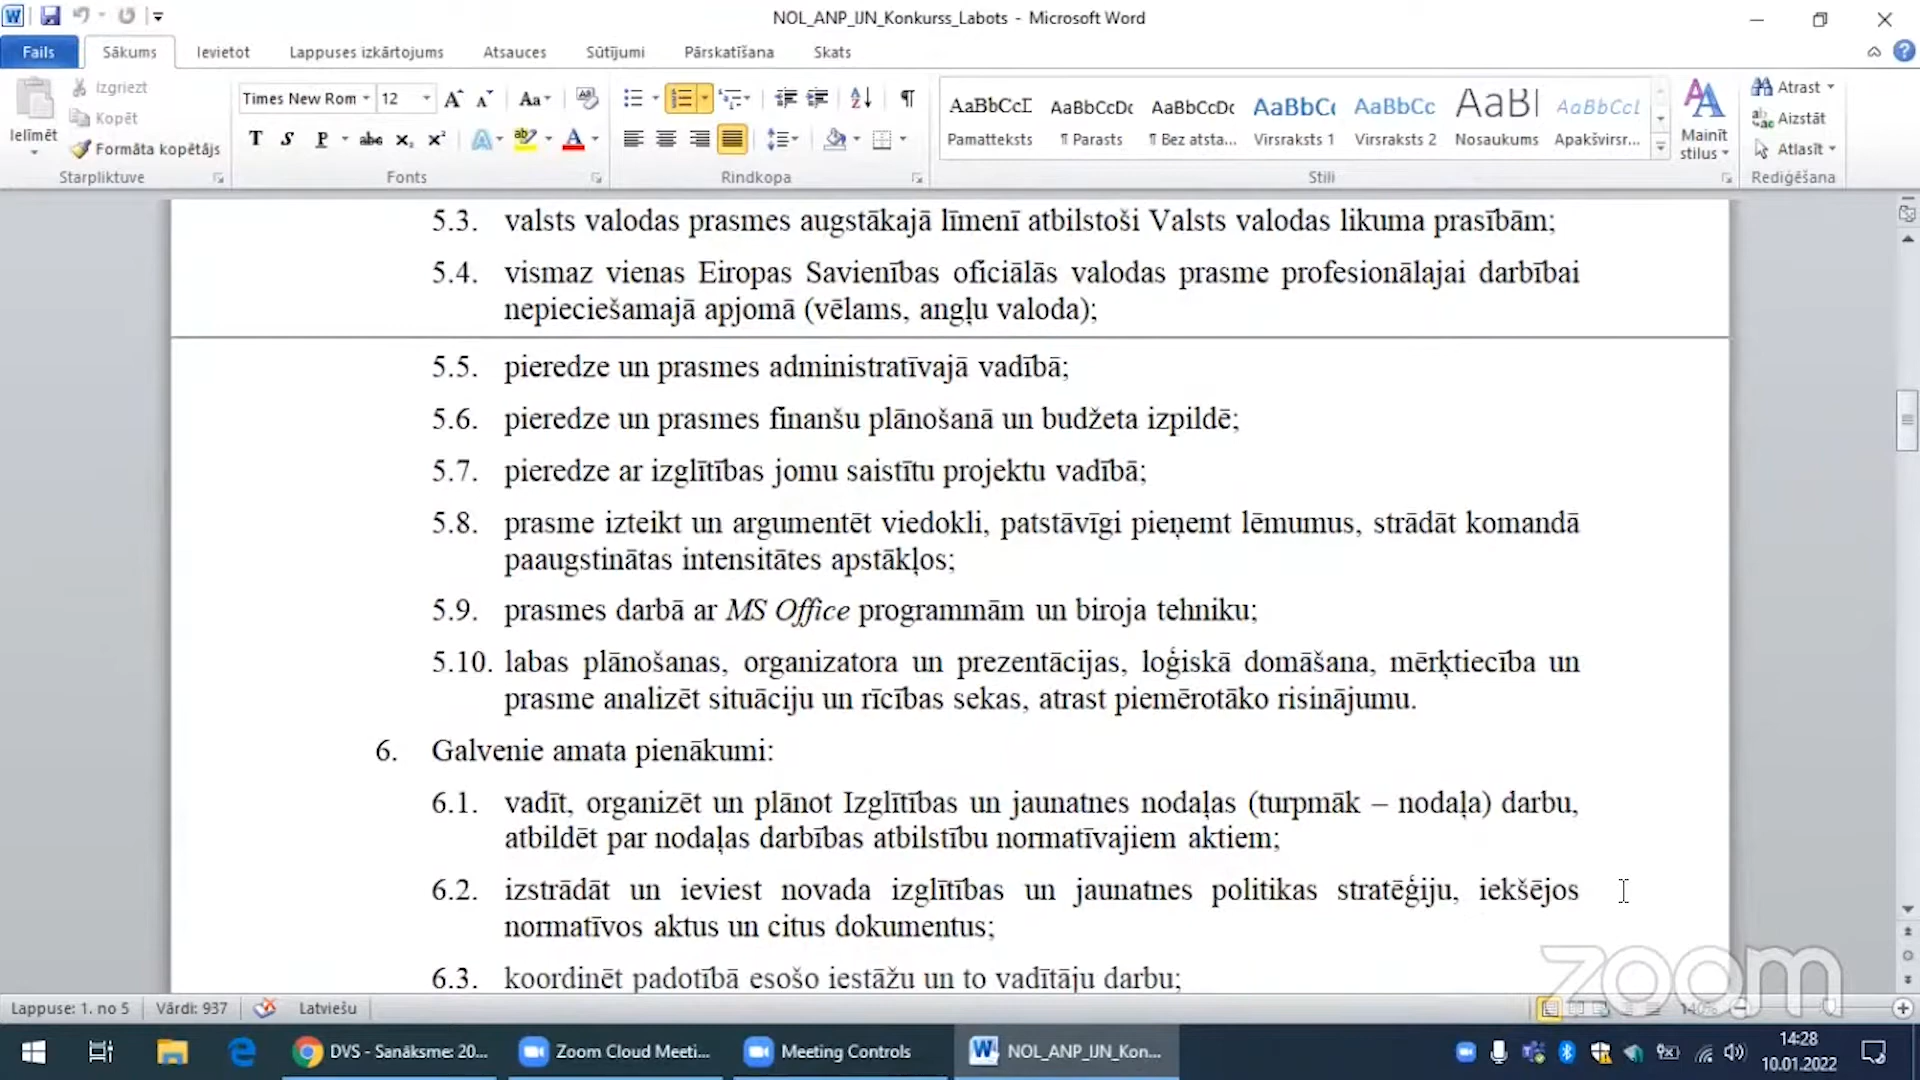 NOL_ANP_IJN_Konkurss_Labots - Microsoft Word
Fails Sākums Ievietot Lappuses izkārtojums Atsauces Sūtījumi Pārskatīšana Skats
Ielīmēt
Izgriezt
Kopēt
Formāta kopētājs
Starpliktuve
Times New Rom 12
Fonts
Rindkopa
AaBbCcI AaBbCcDc AaBbCcDc AaBbCc AaBbCc AaBl AaBbCcL
Pamatteksts ¶ Parasts ¶ Bez atsta... Virsraksts 1 Virsraksts 2 Nosaukums Apakšvirsr...
Stili
Mainīt
stilus
Atrast
Aizstāt
Atlasīt
Rediģēšana
5.3. valsts valodas prasmes augstākajā līmenī atbilstoši Valsts valodas likuma prasībām;
5.4. vismaz vienas Eiropas Savienības oficiālās valodas prasme profesionālajai darbībai
nepieciešamajā apjomā (vēlams, angļu valoda);
5.5. pieredze un prasmes administratīvajā vadībā;
5.6. pieredze un prasmes finanšu plānošanā un budžeta izpildē;
5.7. pieredze ar izglītības jomu saistītu projektu vadībā;
5.8. prasme izteikt un argumentēt viedokli, patstāvīgi pieņemt lēmumus, strādāt komandā
paaugstinātas intensitātes apstākļos;
5.9. prasmes darbā ar MS Office programmām un biroja tehniku;
5.10. labas plānošanas, organizatora un prezentācijas, loģiskā domāšana, mērķtiecība un
prasme analizēt situāciju un rīcības sekas, atrast piemērotāko risinājumu.
6. Galvenie amata pienākumi:
6.1. vadīt, organizēt un plānot Izglītības un jaunatnes nodaļas (turpmāk – nodaļa) darbu,
atbildēt par nodaļas darbības atbilstību normatīvajiem aktiem;
6.2. izstrādāt un ieviest novada izglītības un jaunatnes politikas stratēģiju, iekšējos
normatīvos aktus un citus dokumentus;
6.3. koordinēt padotībā esošo iestāžu un to vadītāju darbu;
zoom
Lappuse: 1. no 5 Vārdi: 937 Latviešu 140%
DVS - Sanāksme: 20... Zoom Cloud Meeti... Meeting Controls NOL_ANP_IJN_Kon...
14:28
10.01.2022